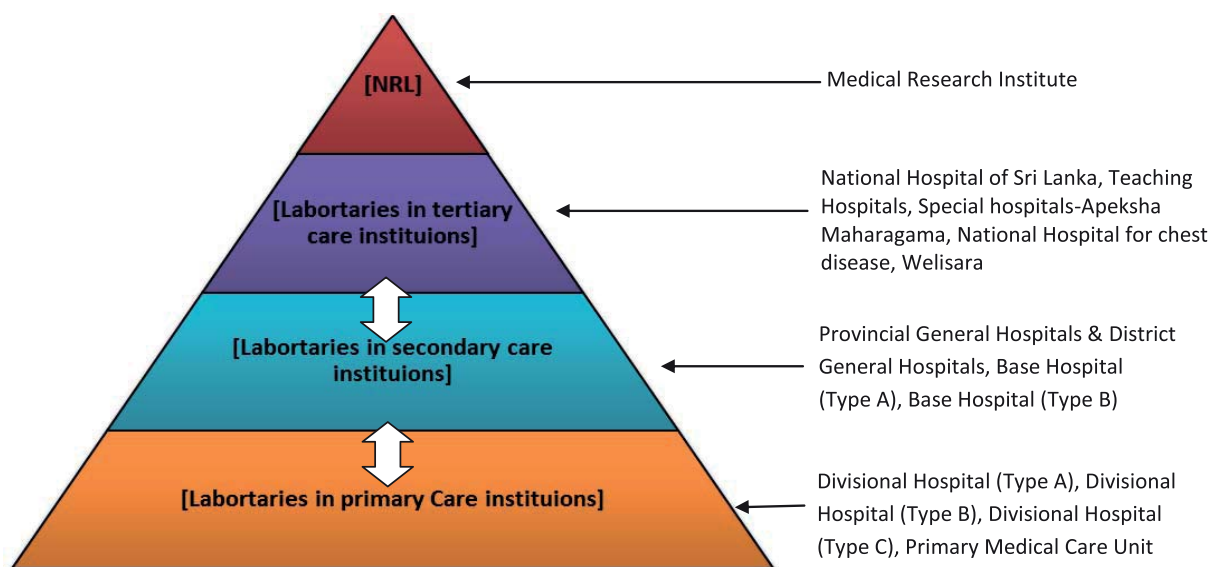 [NRL]
Medical Research Institute
[Labortaries in tertiary
care instituions]
National Hospital of Sri Lanka, Teaching
Hospitals, Special hospitals-Apeksha
Maharagama, National Hospital for chest
disease, Welisara
[Labortaries in secondary care
instituions]
Provincial General Hospitals & District
General Hospitals, Base Hospital
(Type A), Base Hospital (Type B)
[Labortaries in primary Care instituions]
Divisional Hospital (Type A), Divisional
Hospital (Type B), Divisional Hospital
(Type C), Primary Medical Care Unit